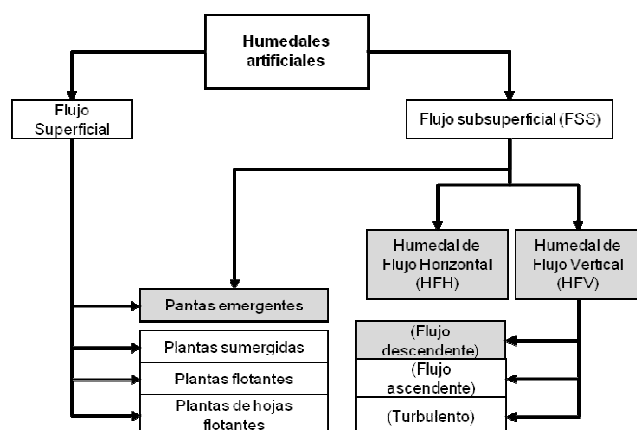 Humedales
artificiales
Flujo
Superficial
Flujo subsuperficial (FSS)
Humedal de
Flujo Horizontal
(HFH)
Humedal de
Flujo Vertical
(HFV)
Pantas emergentes
Plantas sumergidas
Plantas flotantes
Plantas de hojas
flotantes
(Flujo
descendente)
(Flujo
ascendente)
(Turbulento)